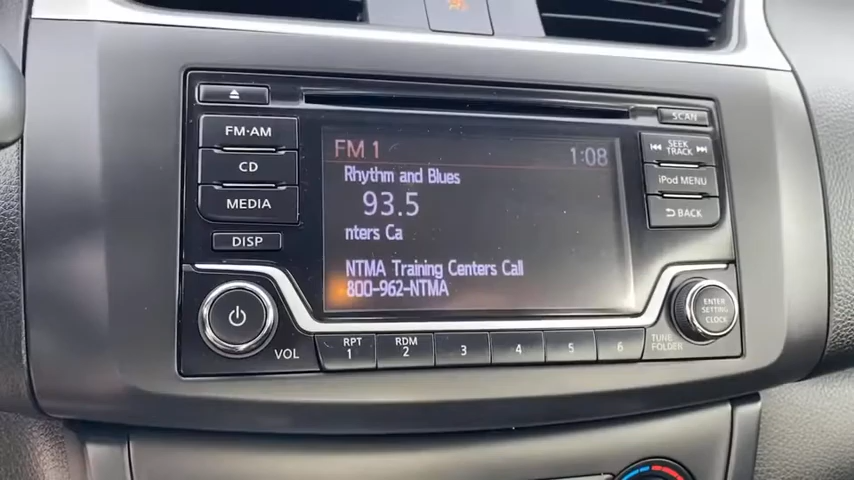 SCAN
FM·AM
CD
MEDIA
DISP
FM 1
1:08
Rhythm and Blues
93.5
nters Ca
NTMA Training Centers Call
800-962-NTMA
SEEK
TRACK
iPod MENU
BACK
ENTER
SETTING
CLOCK
TUNE
FOLDER
VOL
RPT
1
RDM
2
3
4
5
6